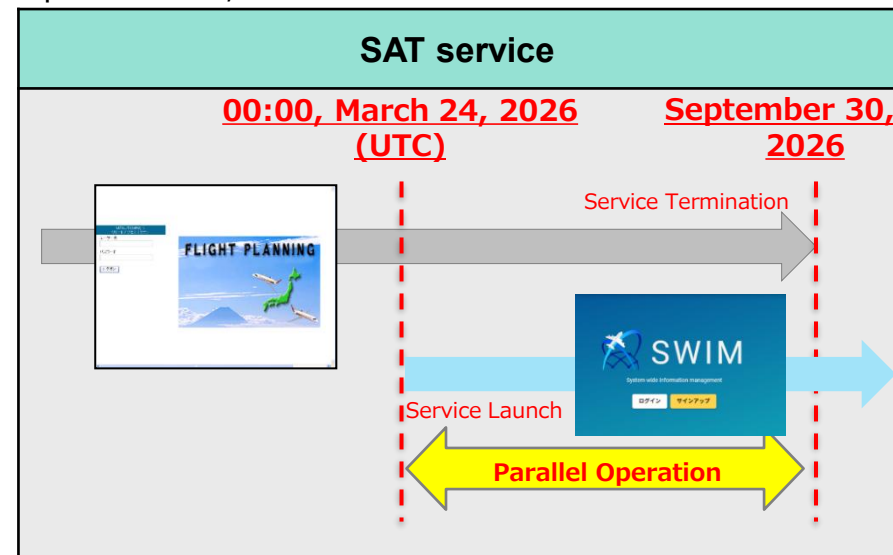 SAT service
00:00, March 24, 2026
(UTC)
September 30,
2026
Service Termination
FLIGHT PLANNING
SWIM
System-wide Information management
ログイン
サインアップ
Service Launch
Parallel Operation